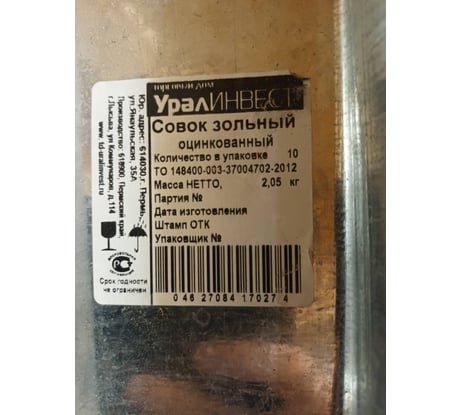 торговый дом
УралИНВЕСТ
Совок зольный
оцинкованный
Количество в упаковке 10
ТО 148400-003-37004702-2012
Масса НЕТТО, 2,05 кг
Партия №
Дата изготовления
Штамп ОТК
Упаковщик №
0 46 27084 17027 4
Юр. адрес: 614030, г. Пермь,
ул. Янаульская, 35А
Производство: 618900, Пермский край,
г.Лысьва, ул Коммунаров, д.114
www.td-uralinvest.ru
Срок годности
не ограничен